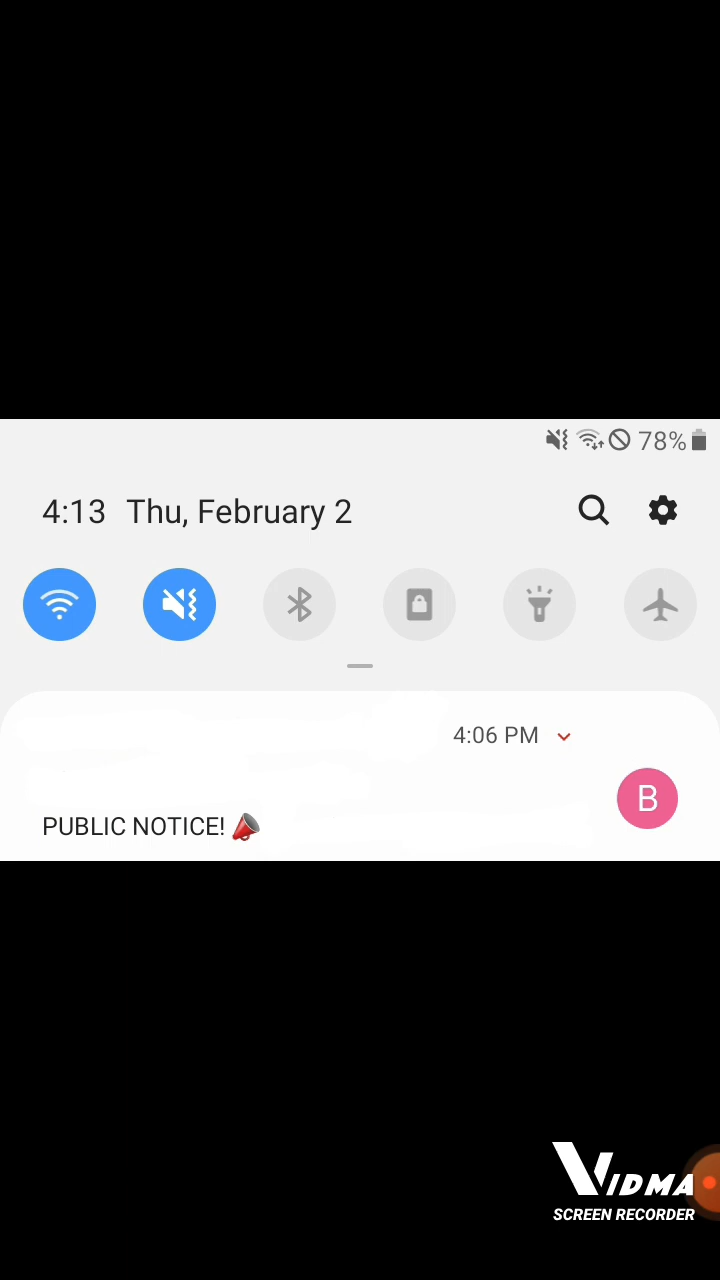 78%
4:13 Thu, February 2
4:06 PM
B
PUBLIC NOTICE!📣
VIDMA
SCREEN RECORDER